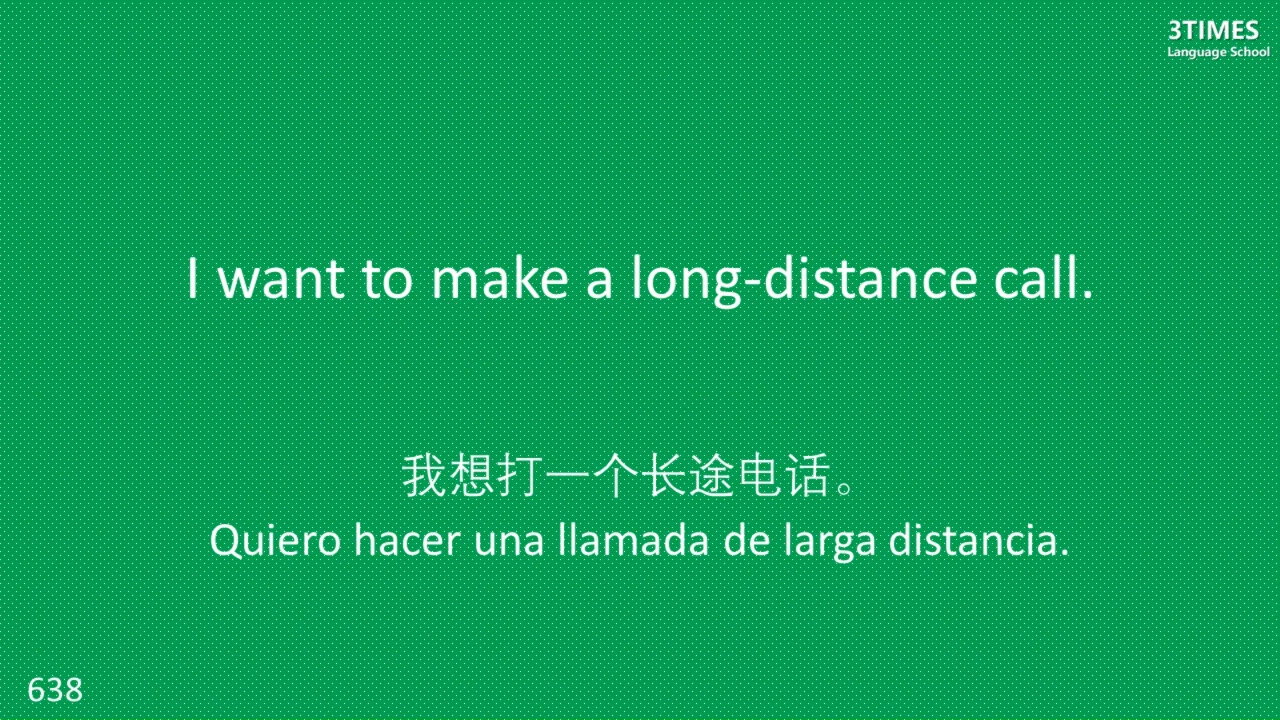 3TIMES
Language School
I want to make a long-distance call.
我想打一个长途电话。
Quiero hacer una llamada de larga distancia.
638